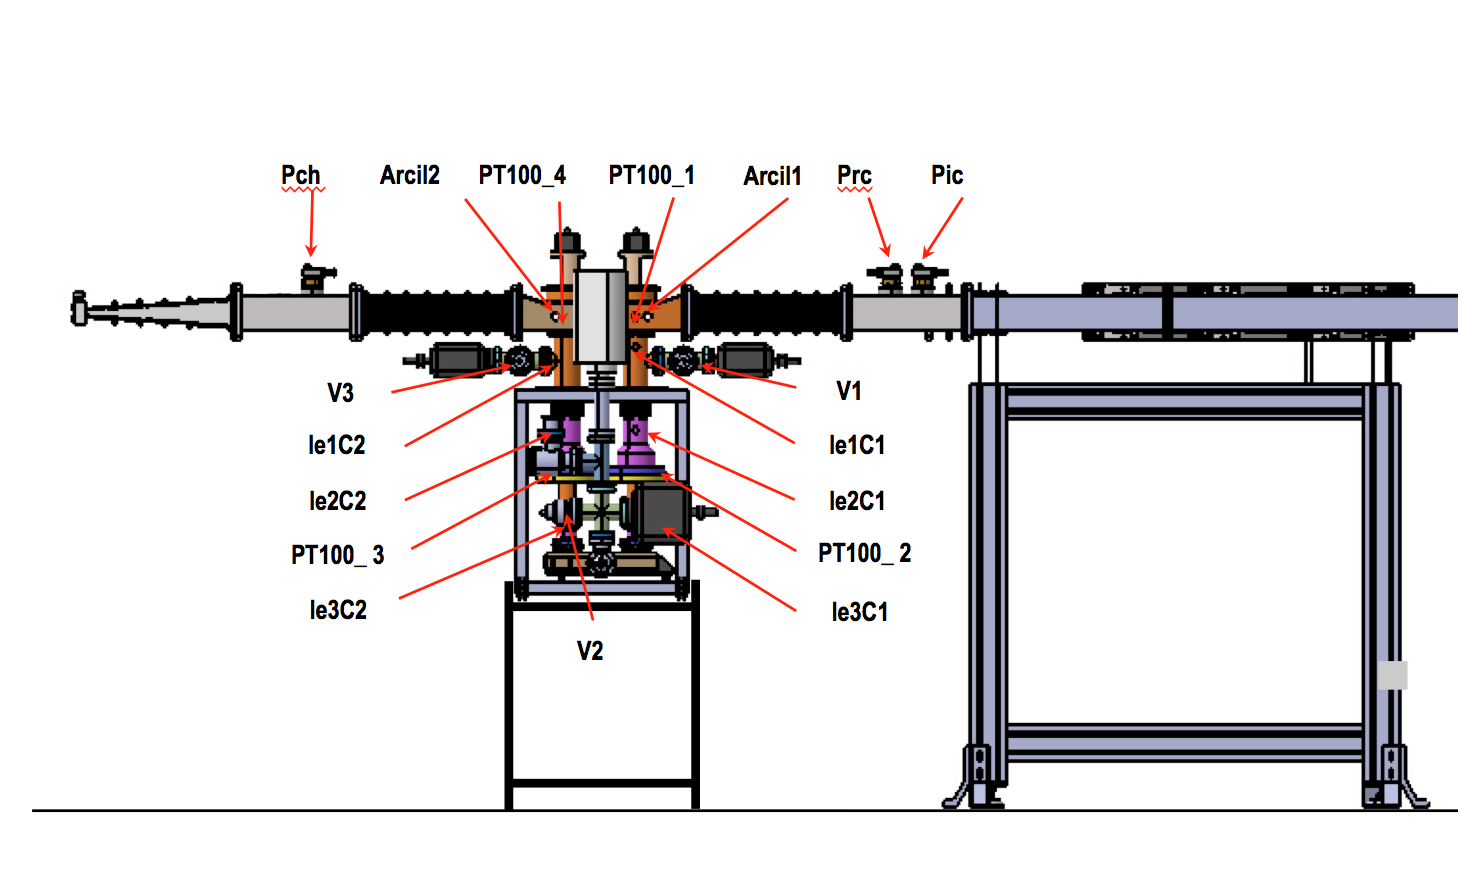 Pch Arcil2 PT100_4 PT100_1 Arcil1 Prc Pic
V3 V1
Ie1C2 Ie1C1
Ie2C2 Ie2C1
PT100_ 3 PT100_ 2
Ie3C2 Ie3C1
V2